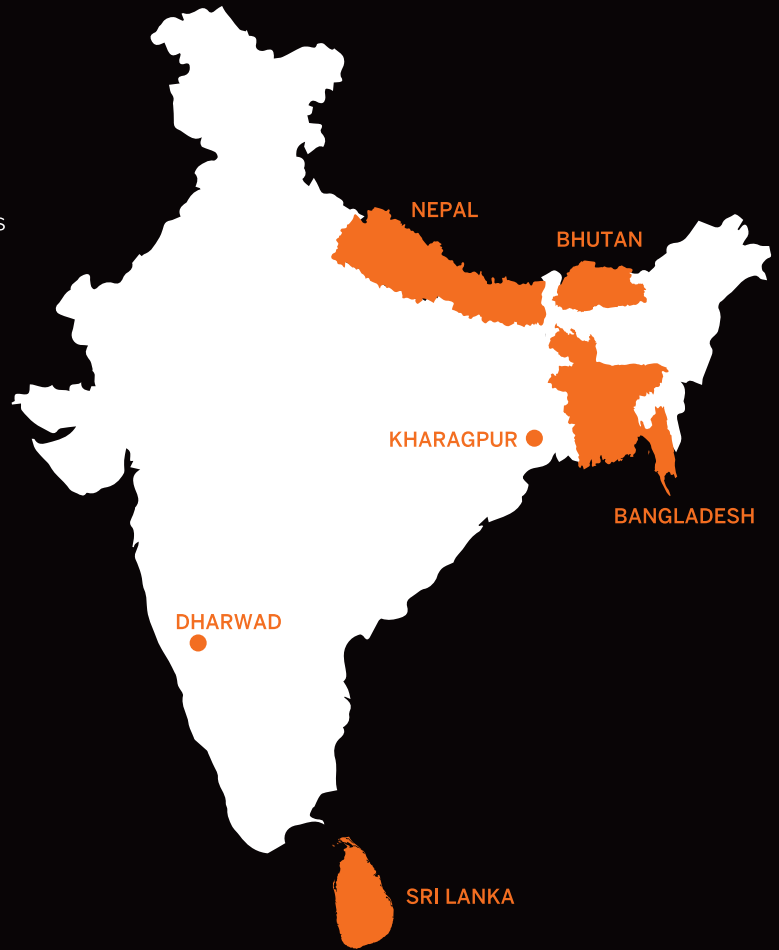 NEPAL
BHUTAN
S
KHARAGPUR
BANGLADESH
DHARWAD
SRI LANKA